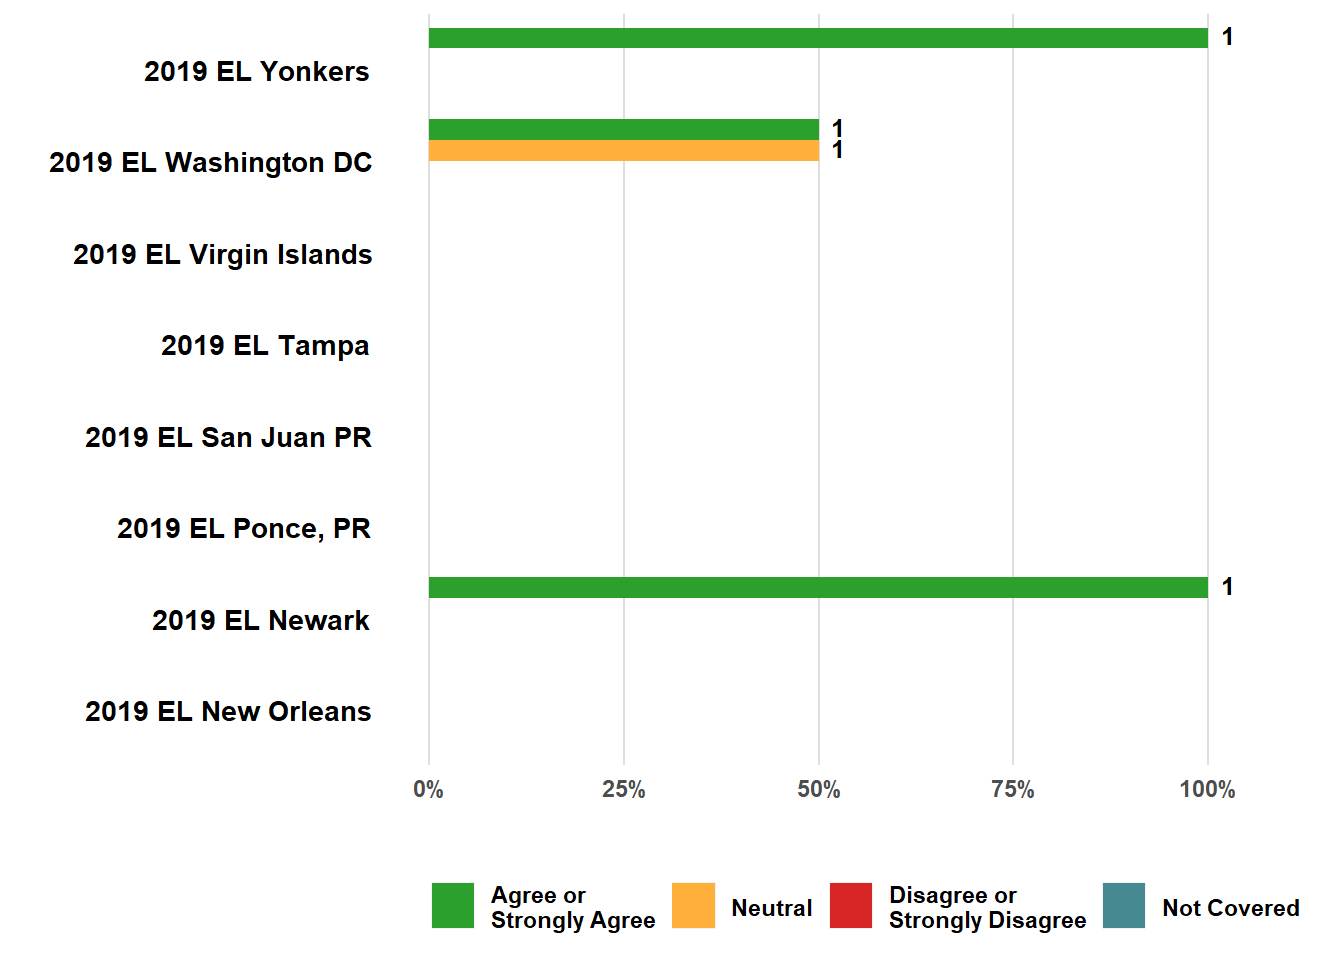 1
2019 EL Yonkers
1
2019 EL Washington DC
1
2019 EL Virgin Islands
2019 EL Tampa
2019 EL San Juan PR
2019 EL Ponce, PR
1
2019 EL Newark
2019 EL New Orleans
0% 25% 50% 75% 100%
Agree or
Strongly Agree
Neutral
Disagree or
Strongly Disagree
Not Covered